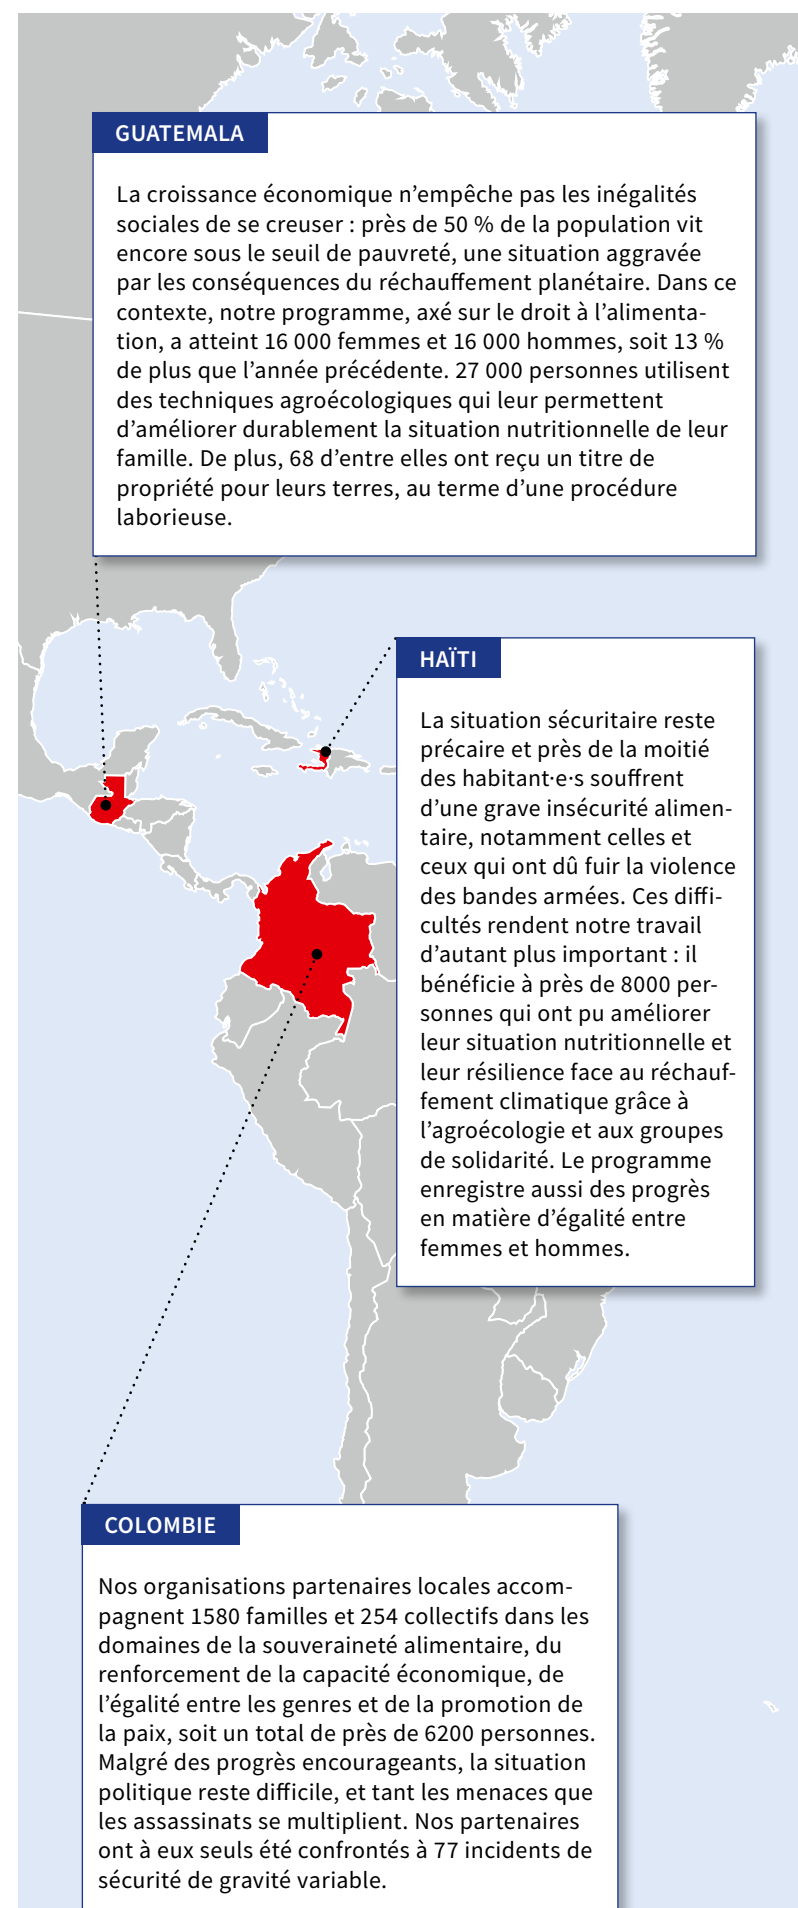 GUATEMALA
La croissance économique n’empêche pas les inégalités
sociales de se creuser : près de 50 % de la population vit
encore sous le seuil de pauvreté, une situation aggravée
par les conséquences du réchauffement planétaire. Dans ce
contexte, notre programme, axé sur le droit à l’alimenta-
tion, a atteint 16 000 femmes et 16 000 hommes, soit 13 %
de plus que l’année précédente. 27 000 personnes utilisent
des techniques agroécologiques qui leur permettent
d’améliorer durablement la situation nutritionnelle de leur
famille. De plus, 68 d’entre elles ont reçu un titre de
propriété pour leurs terres, au terme d’une procédure
laborieuse.
HAÏTI
La situation sécuritaire reste
précaire et près de la moitié
des habitant·e·s souffrent
d’une grave insécurité alimen-
taire, notamment celles et
ceux qui ont dû fuir la violence
des bandes armées. Ces diffi-
cultés rendent notre travail
d’autant plus important : il
bénéficie à près de 8000 per-
sonnes qui ont pu améliorer
leur situation nutritionnelle et
leur résilience face au réchauf-
fement climatique grâce à
l’agroécologie et aux groupes
de solidarité. Le programme
enregistre aussi des progrès
en matière d’égalité entre
femmes et hommes.
COLOMBIE
Nos organisations partenaires locales accom-
pagnent 1580 familles et 254 collectifs dans les
domaines de la souveraineté alimentaire, du
renforcement de la capacité économique, de
l’égalité entre les genres et de la promotion de
la paix, soit un total de près de 6200 personnes.
Malgré des progrès encourageants, la situation
politique reste difficile, et tant les menaces que
les assassinats se multiplient. Nos partenaires
ont à eux seuls été confrontés à 77 incidents de
sécurité de gravité variable.